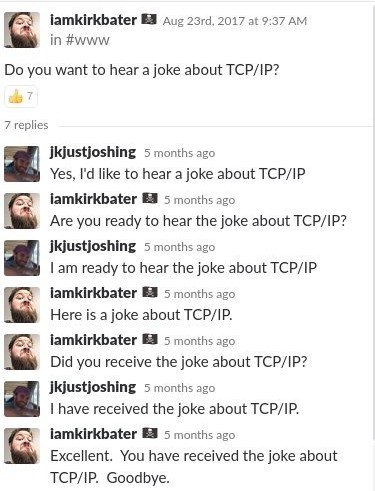 iamkirkbater Aug 23rd, 2017 at 9:37 AM
in #www
Do you want to hear a joke about TCP/IP?
7
7 replies
jkjustjoshing 5 months ago
Yes, I'd like to hear a joke about TCP/IP
iamkirkbater 5 months ago
Are you ready to hear the joke about TCP/IP?
jkjustjoshing 5 months ago
I am ready to hear the joke about TCP/IP
iamkirkbater 5 months ago
Here is a joke about TCP/IP.
iamkirkbater 5 months ago
Did you receive the joke about TCP/IP?
jkjustjoshing 5 months ago
I have received the joke about TCP/IP.
iamkirkbater 5 months ago
Excellent.  You have received the joke about
TCP/IP.  Goodbye.